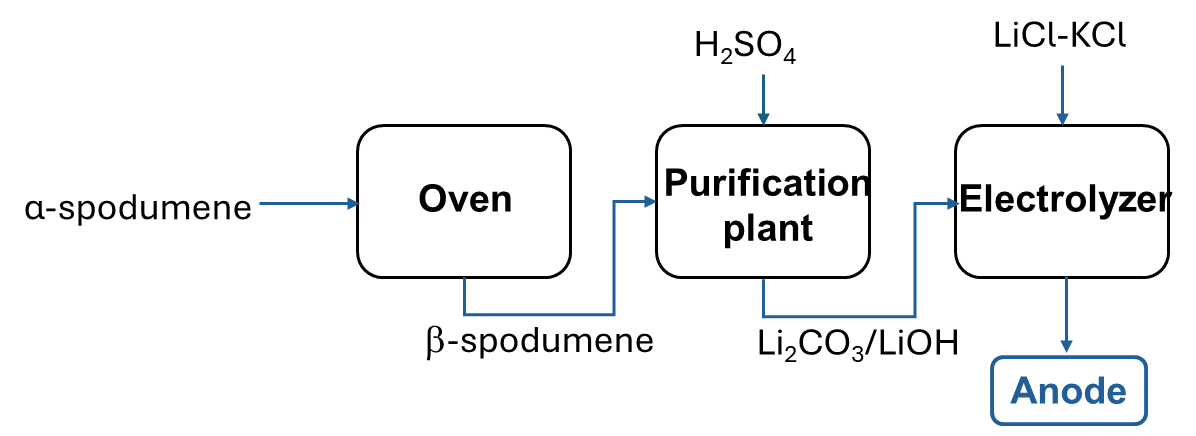 H₂SO₄
LiCl-KCl
α-spodumene
Oven
Purification
plant
Electrolyzer
β-spodumene
Li₂CO₃/LiOH
Anode